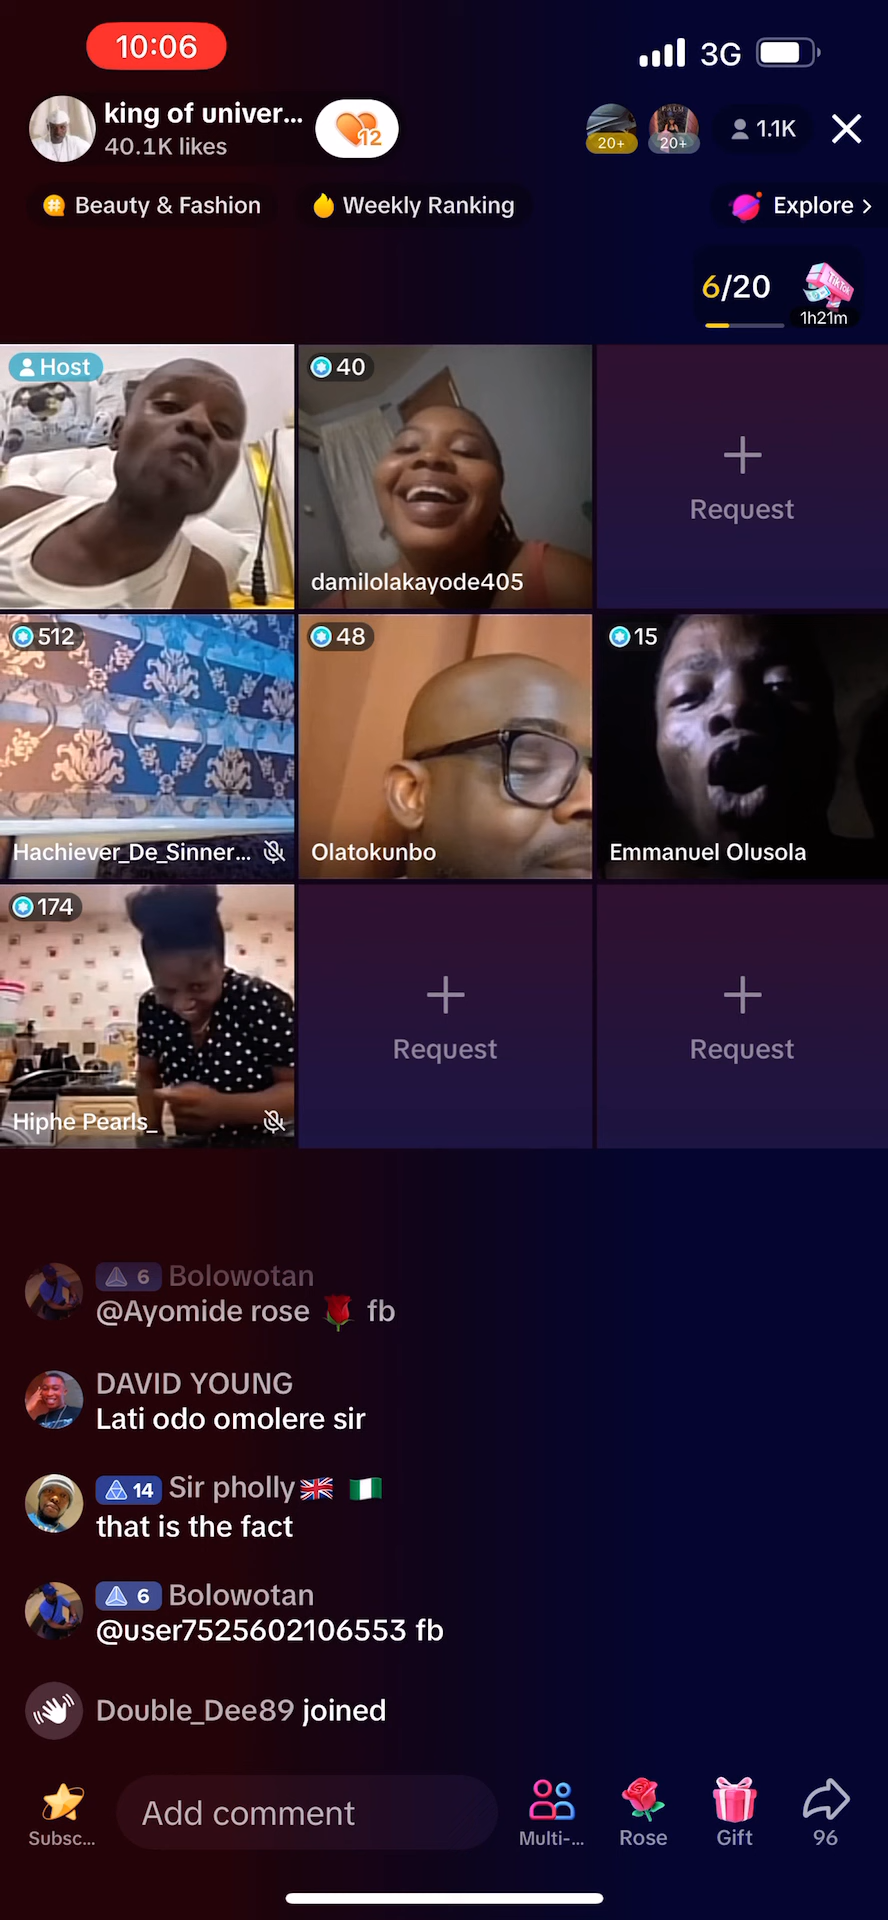 10:06
3G
king of univer...
40.1K likes
12
20+
20+
1.1K
Beauty & Fashion
Weekly Ranking
Explore >
6/20
TikTok
1h21m
Host
40
damilolakayode405
+
Request
512
Hachiever_De_Sinner...
48
Olatokunbo
15
Emmanuel Olusola
174
Hiphe Pearls_
+
Request
+
Request
6 Bolowotan
@Ayomide rose 🌹 fb
DAVID YOUNG
Lati odo omolere sir
14 Sir pholly🇬🇧 🇳🇬
that is the fact
6 Bolowotan
@user7525602106553 fb
Double_Dee89 joined
Add comment
Subsc...
Multi-...
Rose
Gift
96